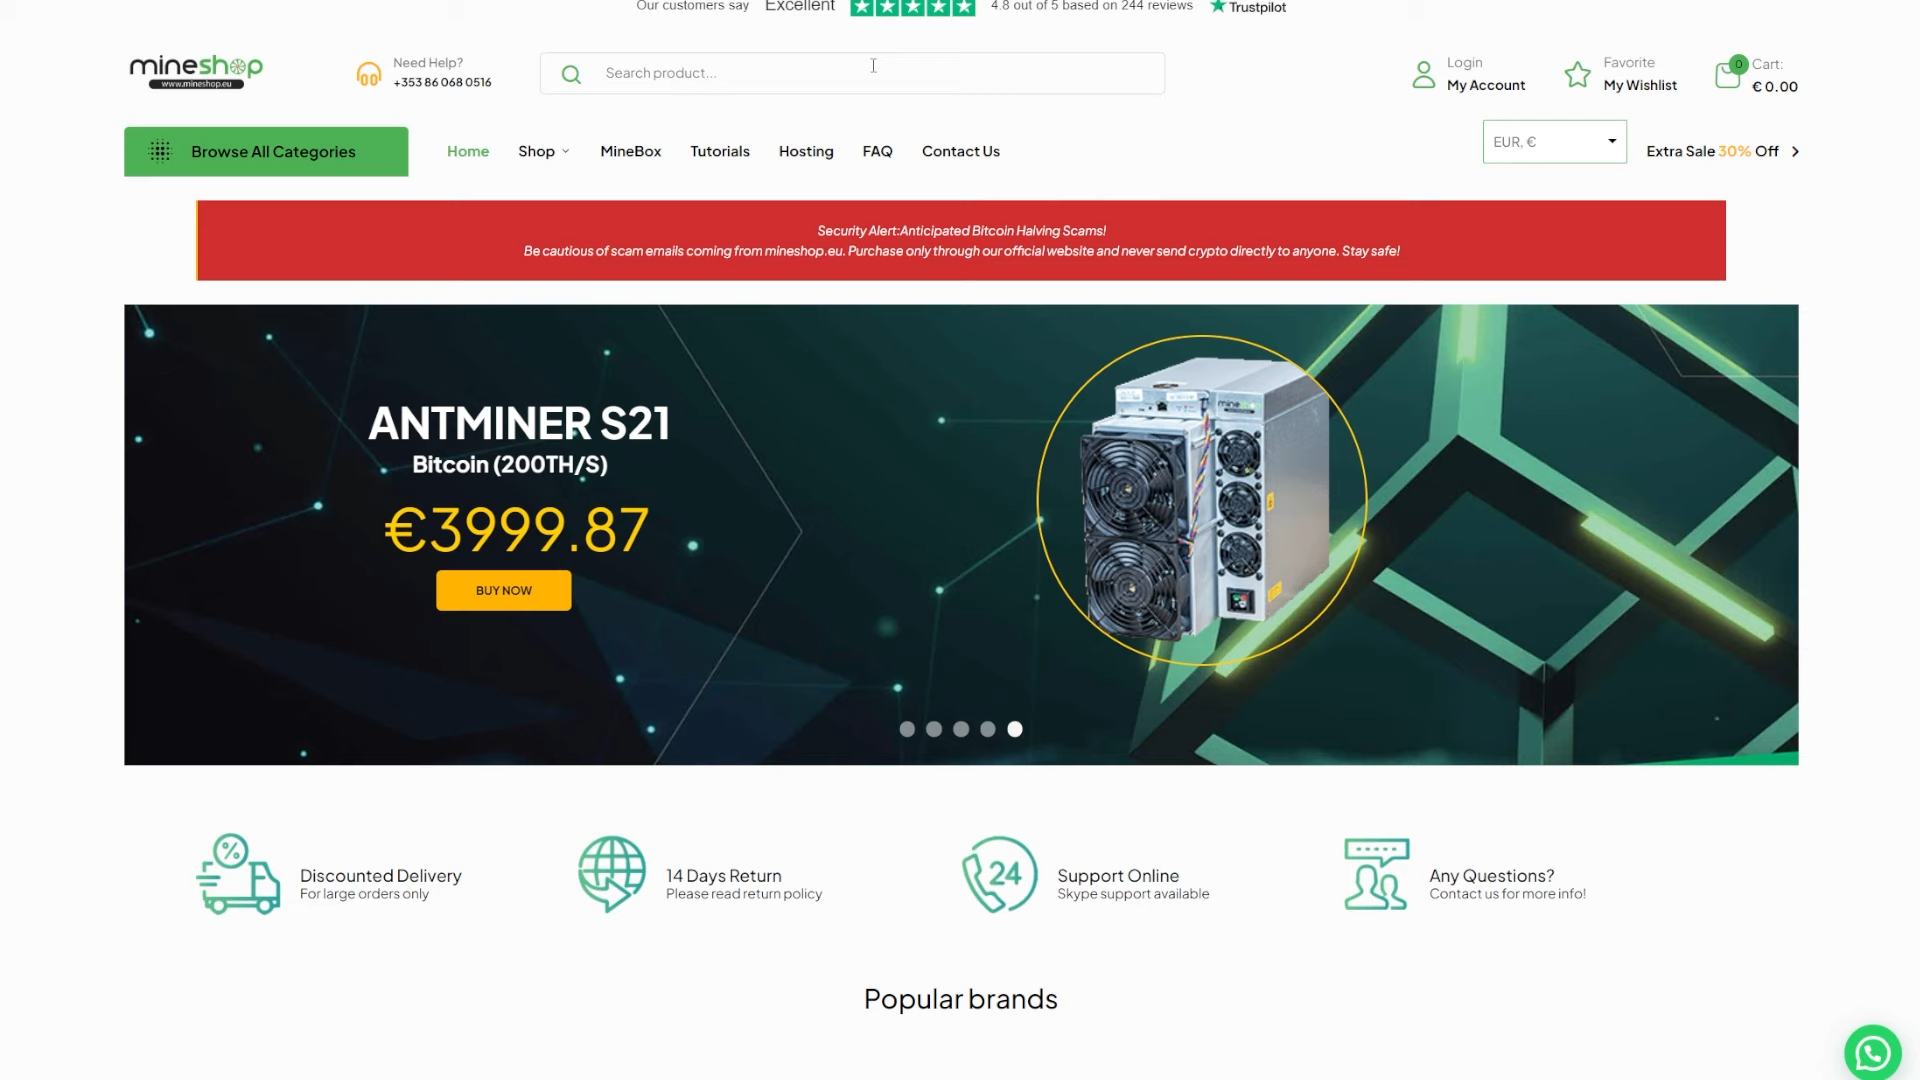 Our customers say Excellent 4.8 out of 5 based on 244 reviews Trustpilot
mineshop
www.mineshop.eu
Need Help?
+353 86 068 0516
Search product...
Login
My Account
Favorite
My Wishlist
0
Cart:
€ 0.00
Browse All Categories
Home Shop MineBox Tutorials Hosting FAQ Contact Us
EUR, €
Extra Sale 30% Off
Security Alert:Anticipated Bitcoin Halving Scams!
Be cautious of scam emails coming from mineshop.eu. Purchase only through our official website and never send crypto directly to anyone. Stay safe!
ANTMINER S21
Bitcoin (200TH/S)
€3999.87
BUY NOW
%
Discounted Delivery
For large orders only
14 Days Return
Please read return policy
24
Support Online
Skype support available
Any Questions?
Contact us for more info!
Popular brands